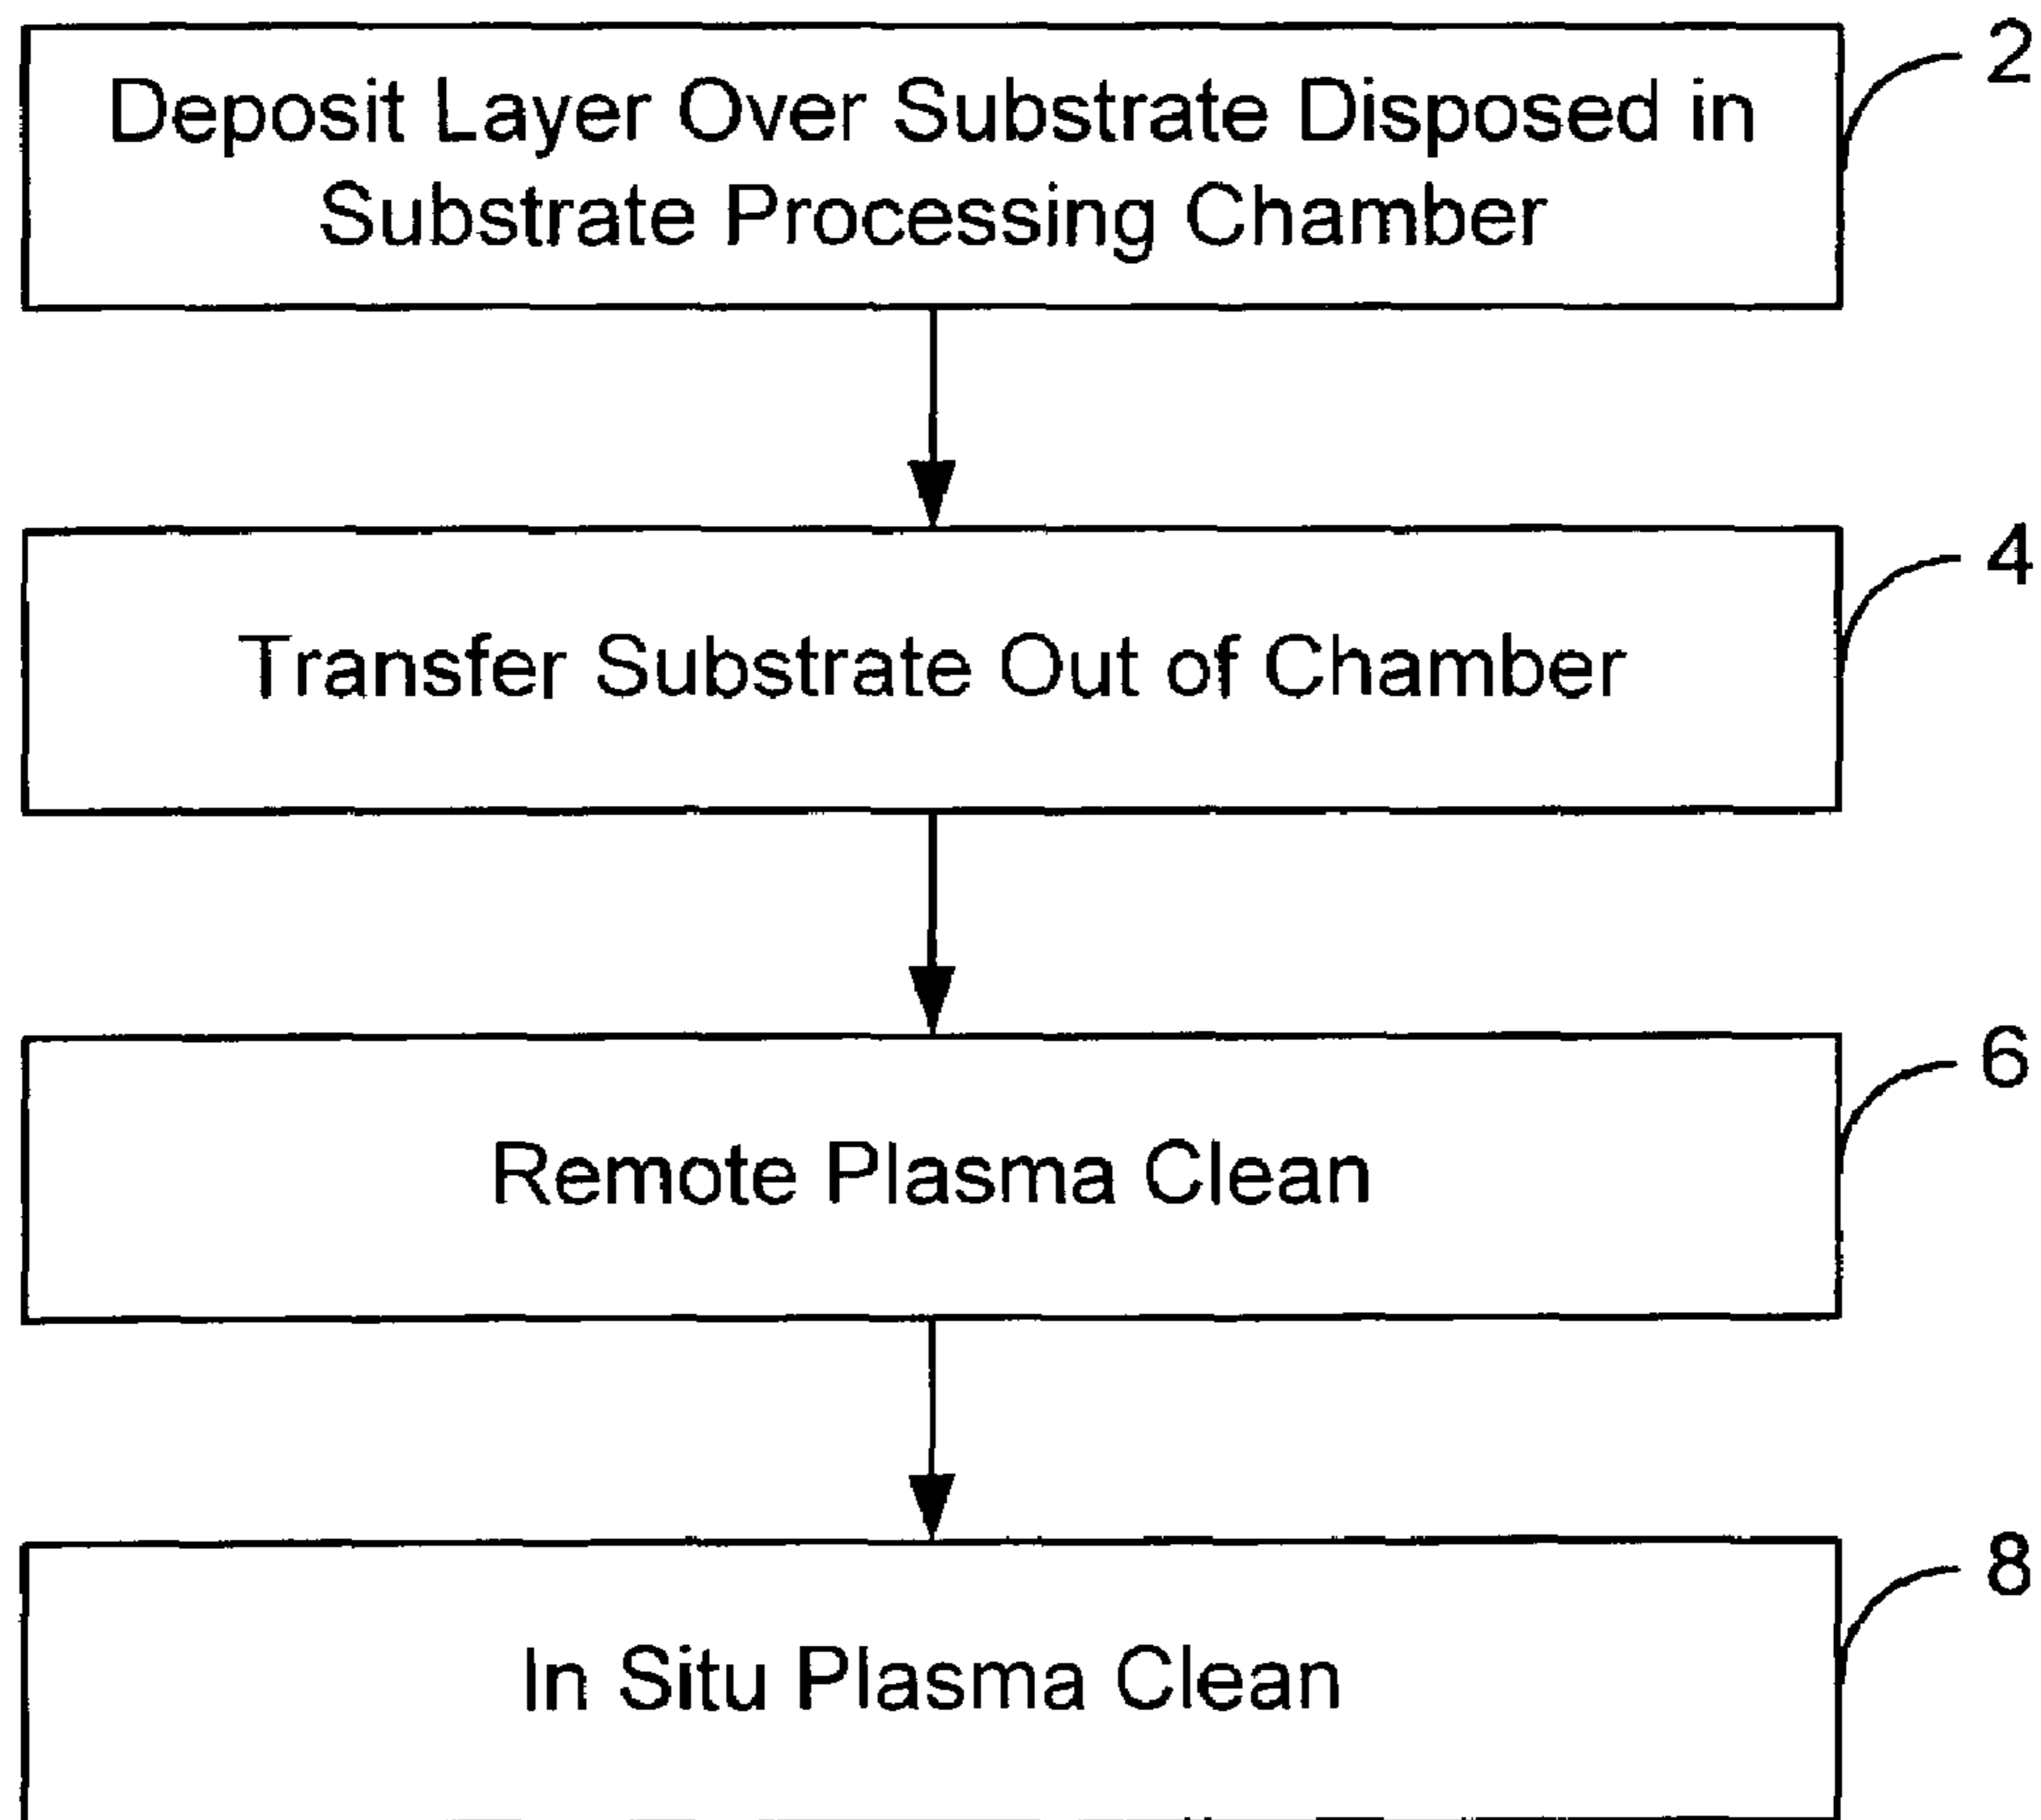 Deposit Layer Over Substrate Disposed in
Substrate Processing Chamber
2
Transfer Substrate Out of Chamber
4
Remote Plasma Clean
6
In Situ Plasma Clean
8